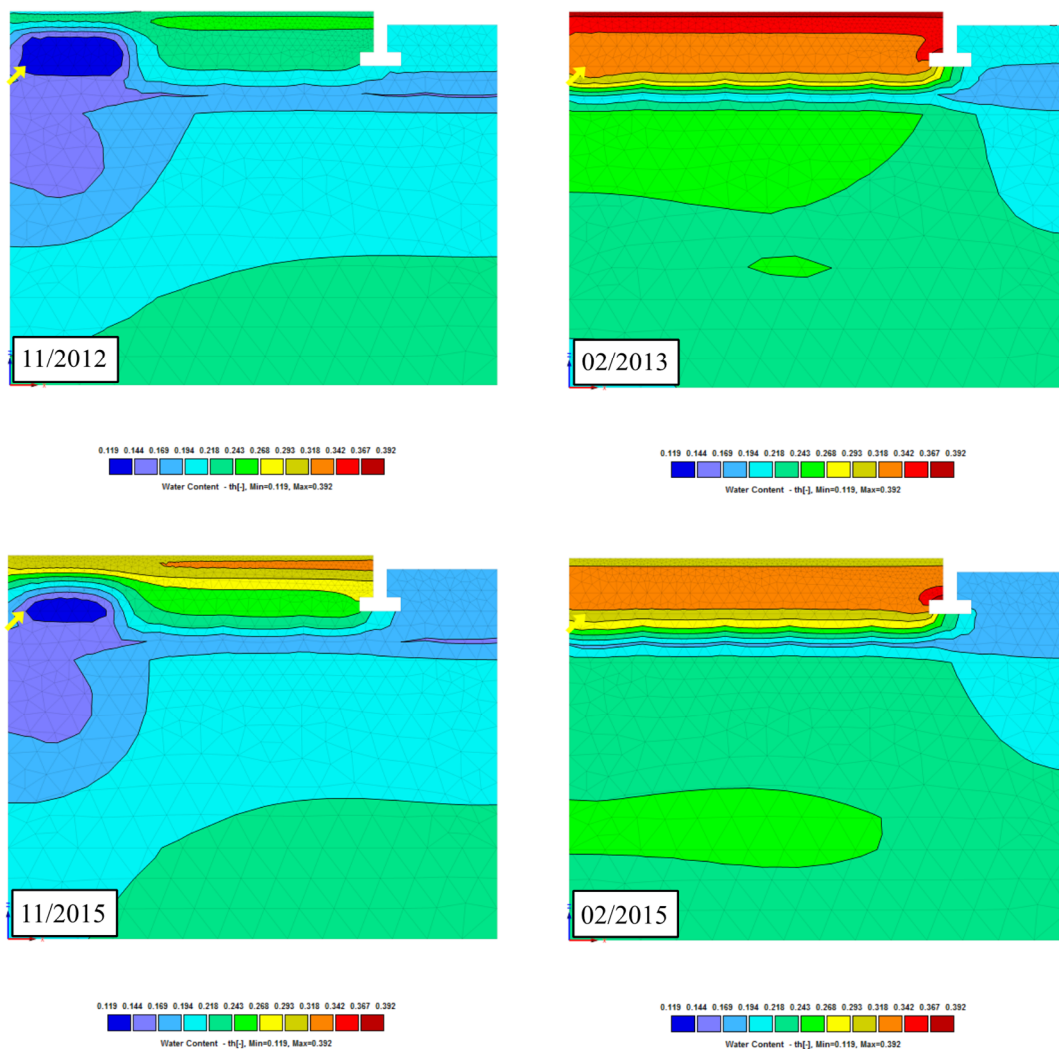 11/2012
02/2013
0.119 0.144 0.169 0.194 0.218 0.243 0.268 0.293 0.318 0.342 0.367 0.392
Water Content - th[-], Min=0.119, Max=0.392
0.119 0.144 0.169 0.194 0.218 0.243 0.268 0.293 0.318 0.342 0.367 0.392
Water Content - th[-], Min=0.119, Max=0.392
11/2015
02/2015
0.119 0.144 0.169 0.194 0.218 0.243 0.268 0.293 0.318 0.342 0.367 0.392
Water Content - th[-], Min=0.119, Max=0.392
0.119 0.144 0.169 0.194 0.218 0.243 0.268 0.293 0.318 0.342 0.367 0.392
Water Content - th[-], Min=0.119, Max=0.392